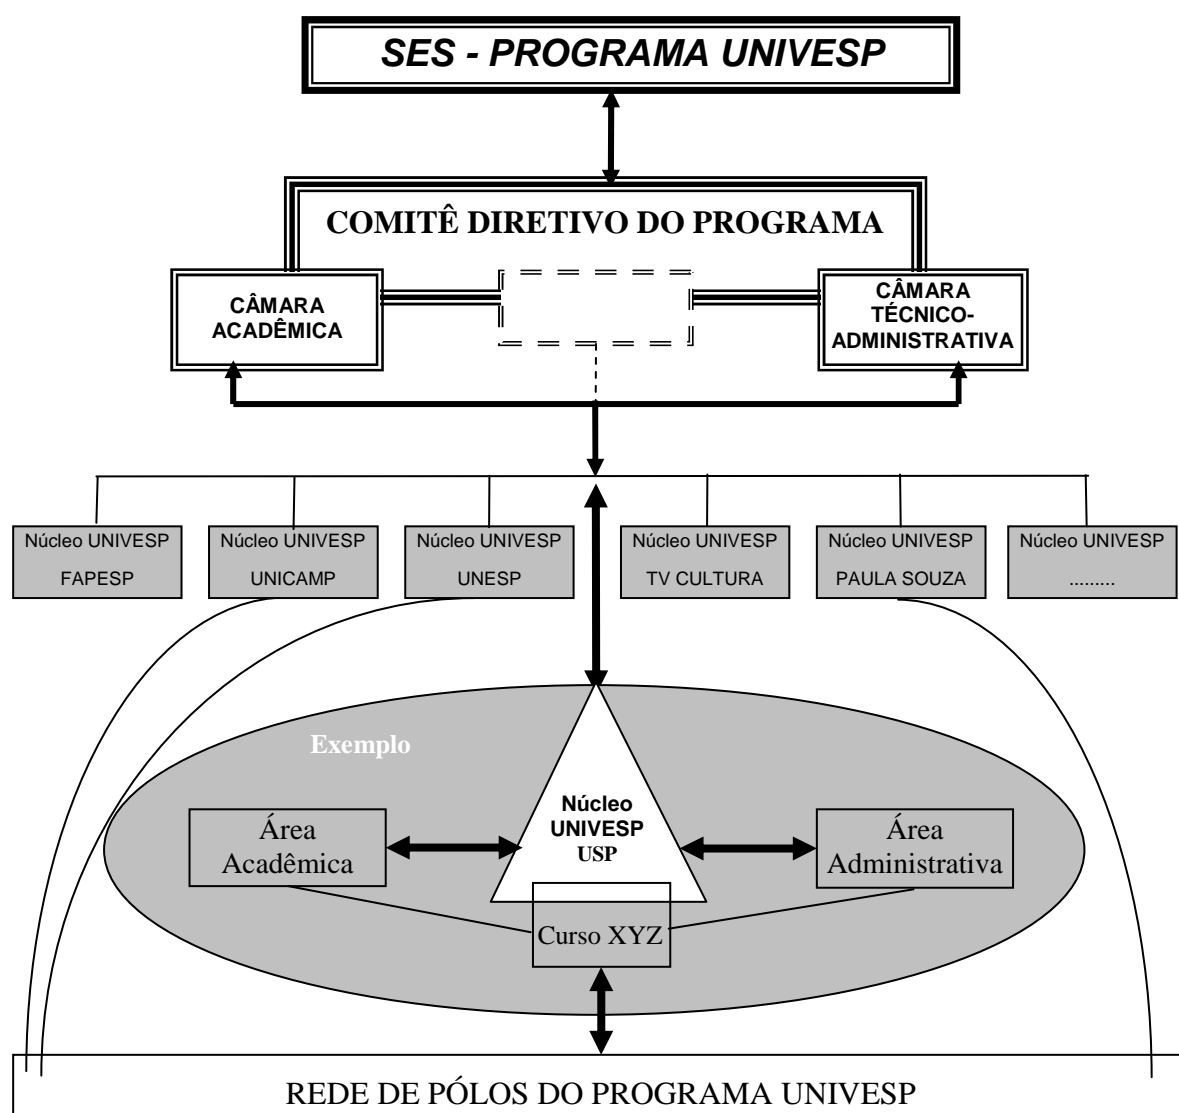 SES - PROGRAMA UNIVESP
COMITÊ DIRETIVO DO PROGRAMA
CÂMARA
ACADÊMICA
CÂMARA
TÉCNICO-
ADMINISTRATIVA
Núcleo UNIVESP
FAPESP
Núcleo UNIVESP
UNICAMP
Núcleo UNIVESP
UNESP
Núcleo UNIVESP
TV CULTURA
Núcleo UNIVESP
PAULA SOUZA
Núcleo UNIVESP
.........
Exemplo
Área
Acadêmica
Núcleo
UNIVESP
USP
Área
Administrativa
Curso XYZ
REDE DE PÓLOS DO PROGRAMA UNIVESP